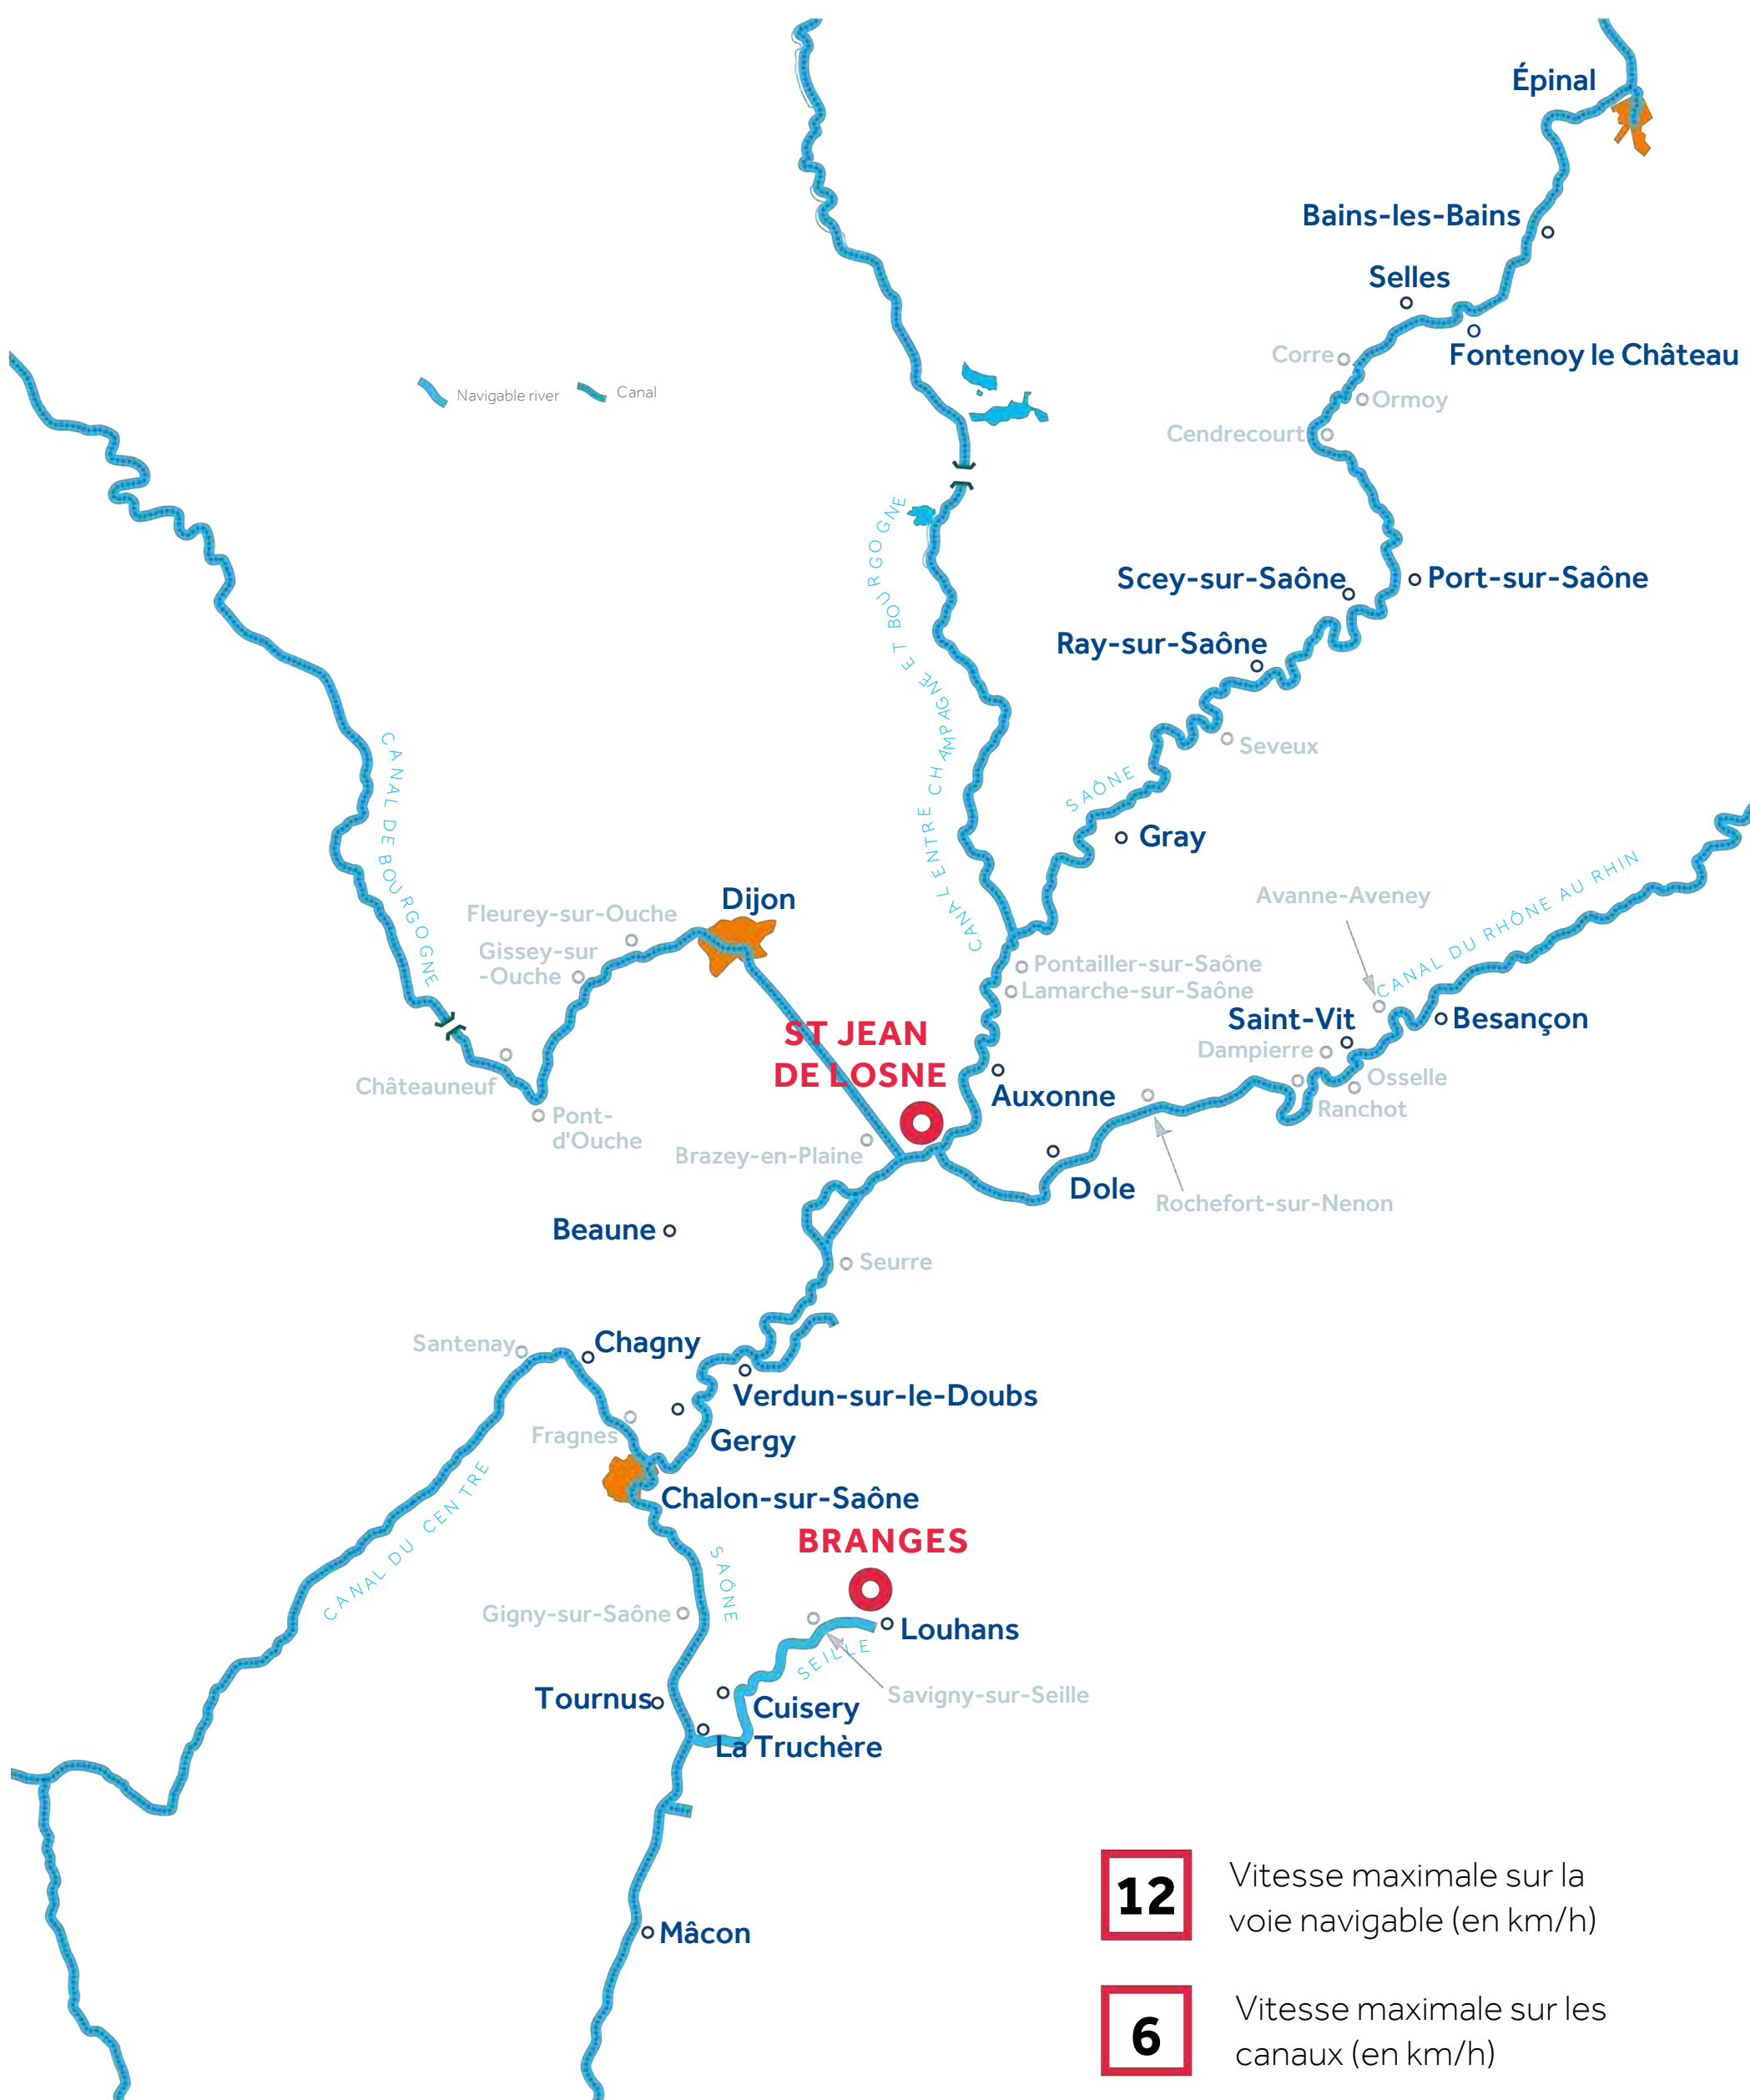 Épinal
Bains-les-Bains
Selles
Fontenoy le Château
Corre
Navigable river
Canal
Ormoy
Cendrecourt
CANAL ENTRE CHAMPAGNE ET BOURGOGNE
Scey-sur-Saône
Port-sur-Saône
Ray-sur-Saône
Seveux
CANAL DE BOURGOGNE
SAÔNE
Gray
Avanne-Aveney
CANAL DU RHÔNE AU RHIN
Dijon
Fleurey-sur-Ouche
Gissey-sur
-Ouche
Pontailler-sur-Saône
Lamarche-sur-Saône
Saint-Vit
Besançon
ST JEAN
DE LOSNE
Dampierre
Osselle
Châteauneuf
Auxonne
Ranchot
Pont-
d'Ouche
Brazey-en-Plaine
Dole
Rochefort-sur-Nenon
Beaune
Seurre
Santenay
Chagny
Verdun-sur-le-Doubs
Fragnes
Gergy
CANAL DU CENTRE
Chalon-sur-Saône
BRANGES
SAÔNE
Gigny-sur-Saône
Louhans
SEILLE
Savigny-sur-Seille
Tournus
Cuisery
La Truchère
Mâcon
12
Vitesse maximale sur la
voie navigable (en km/h)
6
Vitesse maximale sur les
canaux (en km/h)